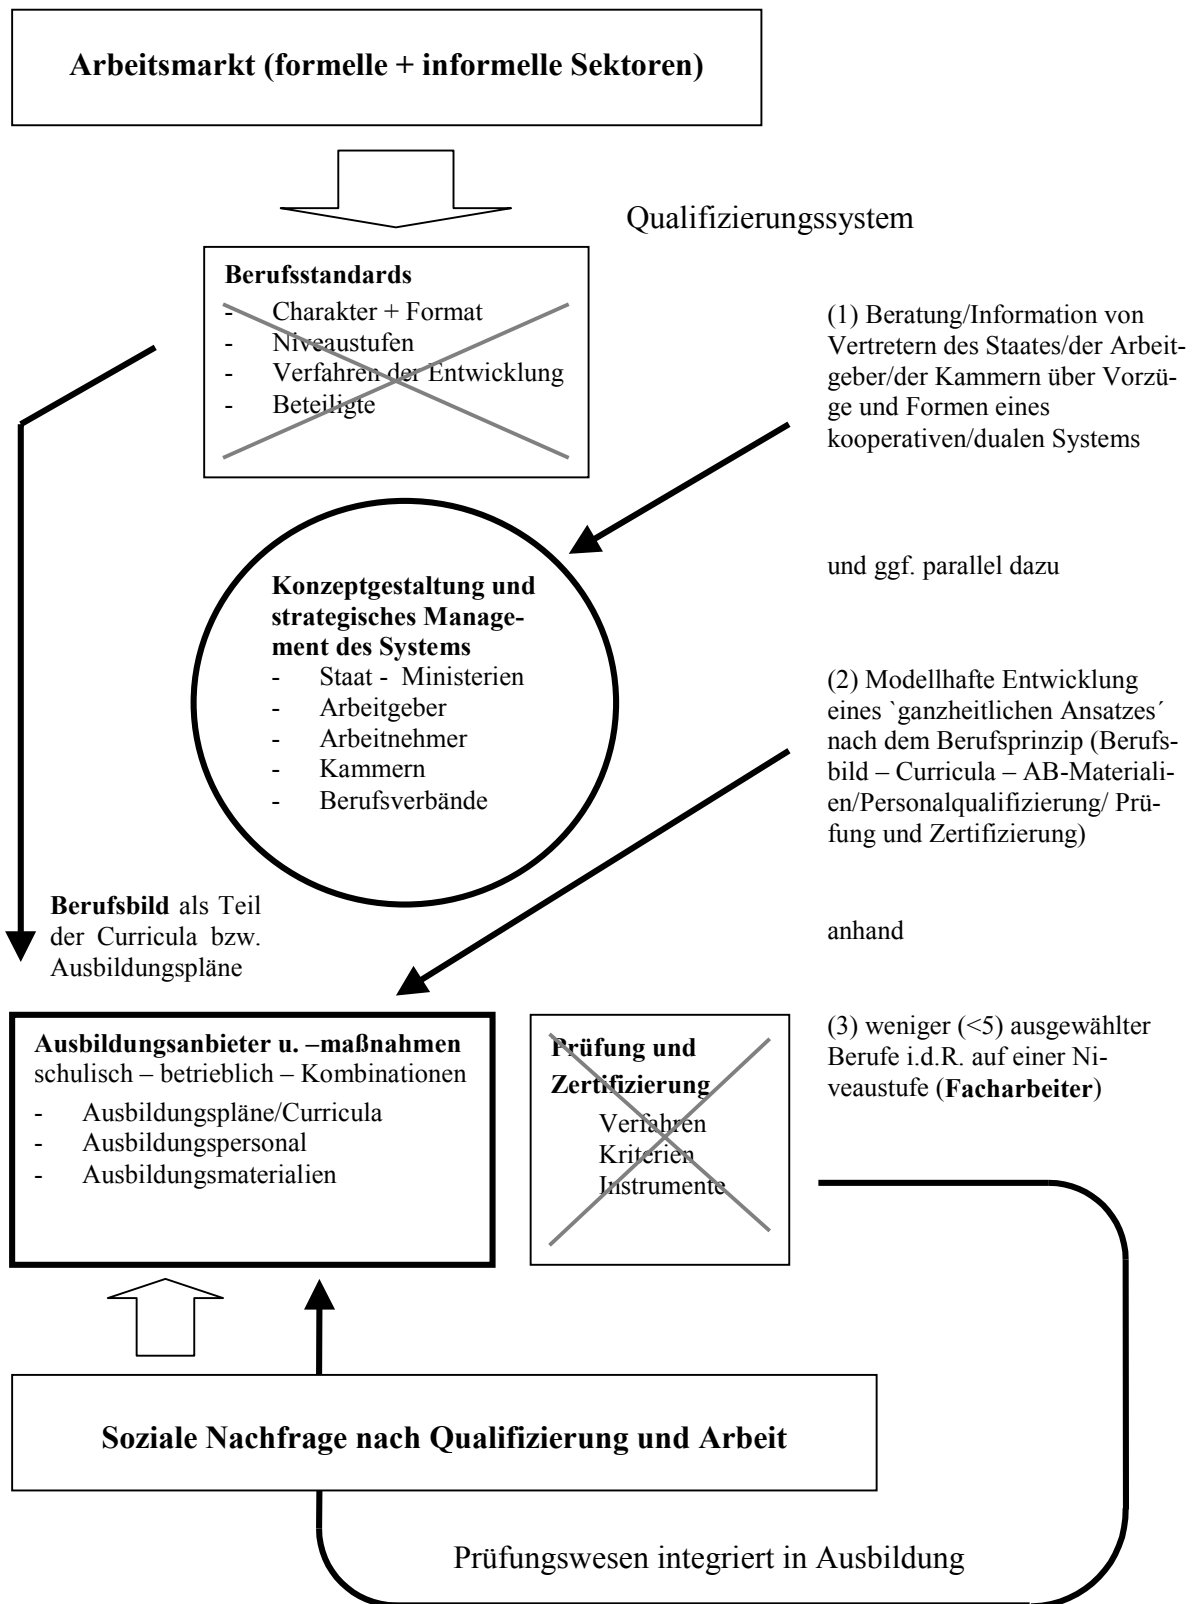 Arbeitsmarkt (formelle + informelle Sektoren)
Qualifizierungssystem
Berufsstandards
- Charakter + Format
- Niveaustufen
- Verfahren der Entwicklung
- Beteiligte
(1) Beratung/Information von
Vertretern des Staates/der Arbeit-
geber/der Kammern über Vorzü-
ge und Formen eines
kooperativen/dualen Systems
und ggf. parallel dazu
Konzeptgestaltung und
strategisches Manage-
ment des Systems
- Staat - Ministerien
- Arbeitgeber
- Arbeitnehmer
- Kammern
- Berufsverbände
(2) Modellhafte Entwicklung
eines `ganzheitlichen Ansatzes´
nach dem Berufsprinzip (Berufs-
bild – Curricula – AB-Materiali-
en/Personalqualifizierung/ Prü-
fung und Zertifizierung)
Berufsbild als Teil
der Curricula bzw.
Ausbildungspläne
anhand
Ausbildungsanbieter u. –maßnahmen
schulisch – betrieblich – Kombinationen
- Ausbildungspläne/Curricula
- Ausbildungspersonal
- Ausbildungsmaterialien
Prüfung und
Zertifizierung
Verfahren
Kriterien
Instrumente
(3) weniger (<5) ausgewählter
Berufe i.d.R. auf einer Ni-
veaustufe (Facharbeiter)
Soziale Nachfrage nach Qualifizierung und Arbeit
Prüfungswesen integriert in Ausbildung